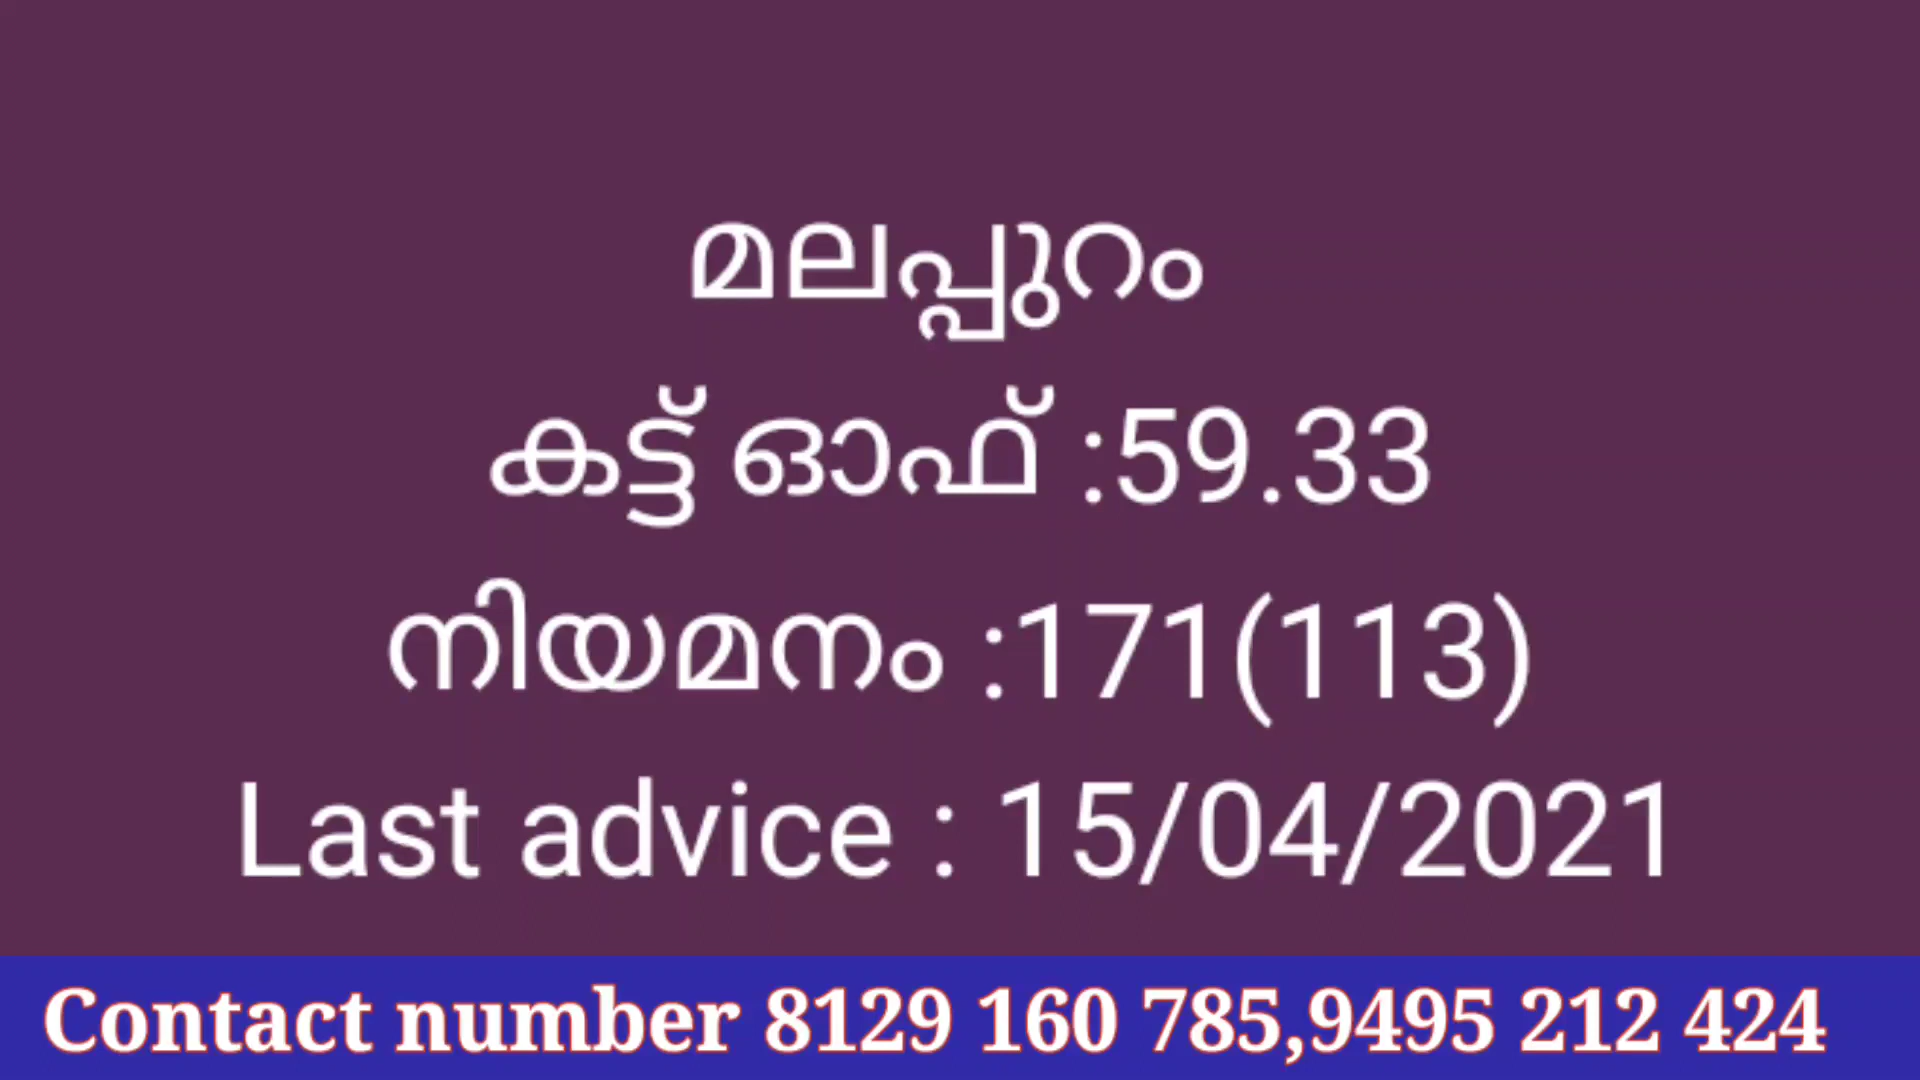 മലപ്പുറം
കട്ട് ഓഫ് :59.33
നിയമനം :171(113)
Last advice : 15/04/2021
Contact number 8129 160 785,9495 212 424